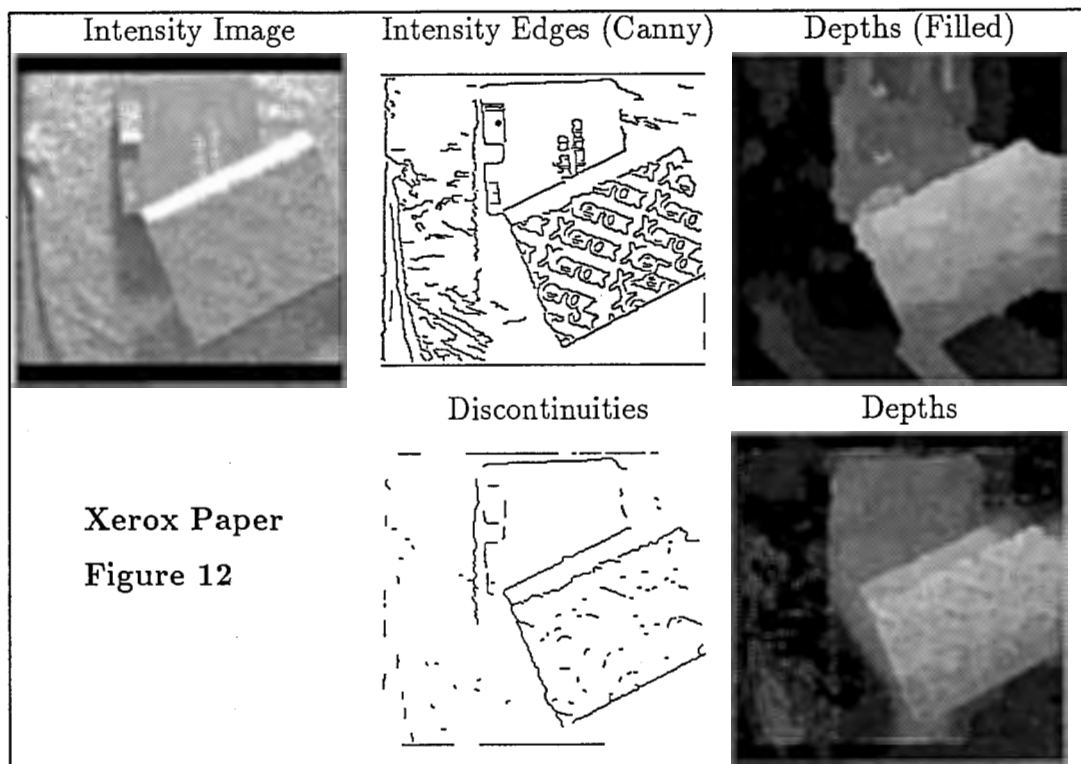 Intensity Image
Intensity Edges (Canny)
Depths (Filled)
Discontinuities
Depths
Xerox Paper
Figure 12